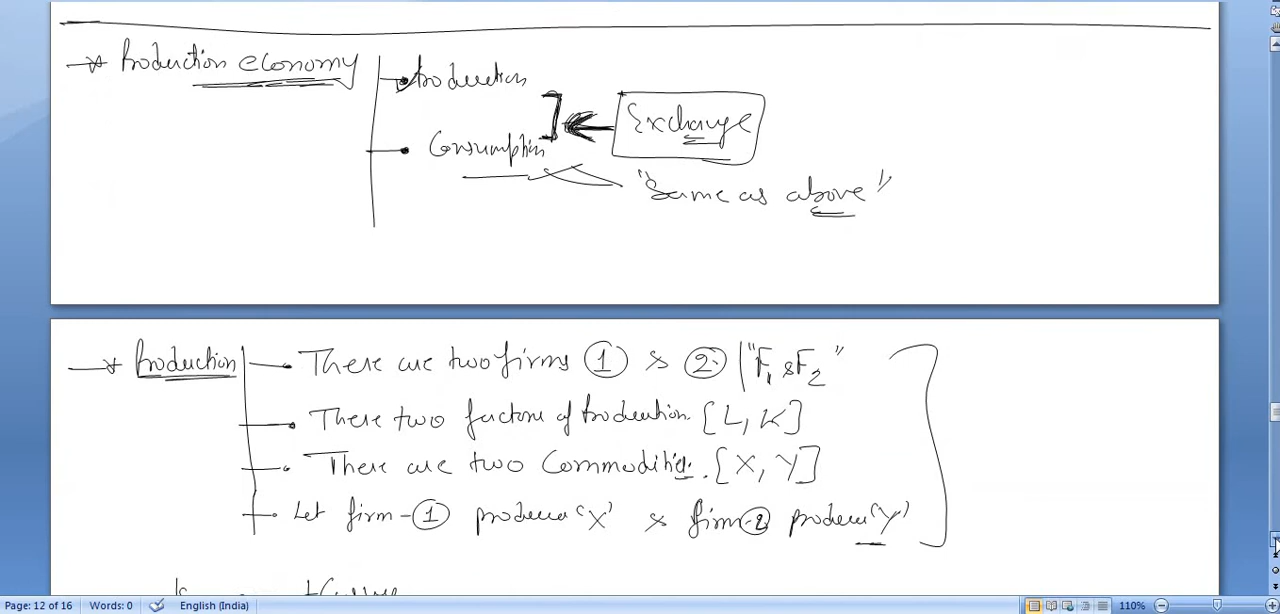 Production economy
Production
Consumption
Exchange
"Same as above"
Production
There are two firms 1 & 2 | "F1 & F2"
There two factors of Production. [L, K]
There are two Commodities. [X, Y]
Let firm-1 produces 'X' & firm-2 produces 'Y'
Page: 12 of 16
Words: 0
English (India)
110%